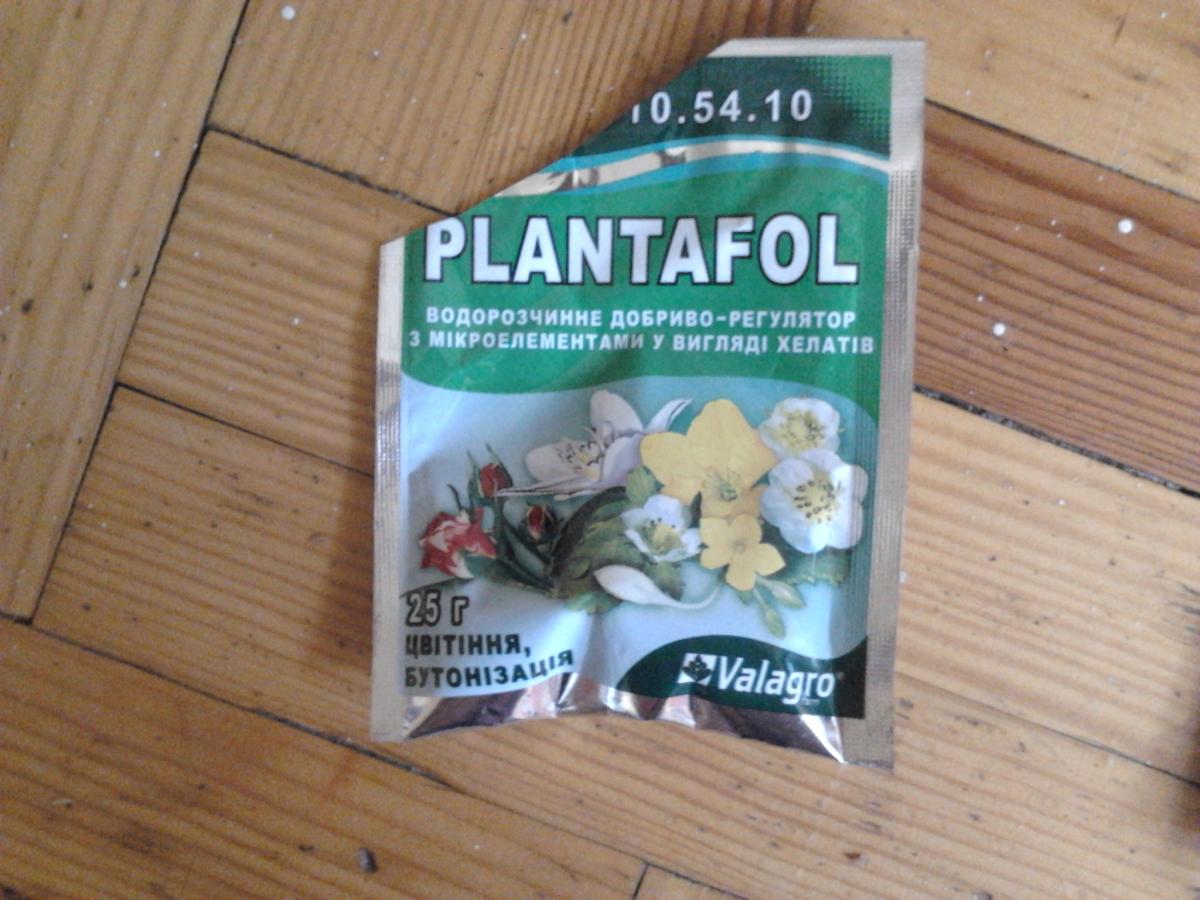 10.54.10
PLANTAFOL
ВОДОРОЗЧИННЕ ДОБРИВО-РЕГУЛЯТОР
З МІКРОЕЛЕМЕНТАМИ У ВИГЛЯДІ ХЕЛАТІВ
25 г
ЦВІТІННЯ,
БУТОНІЗАЦІЯ
Valagro